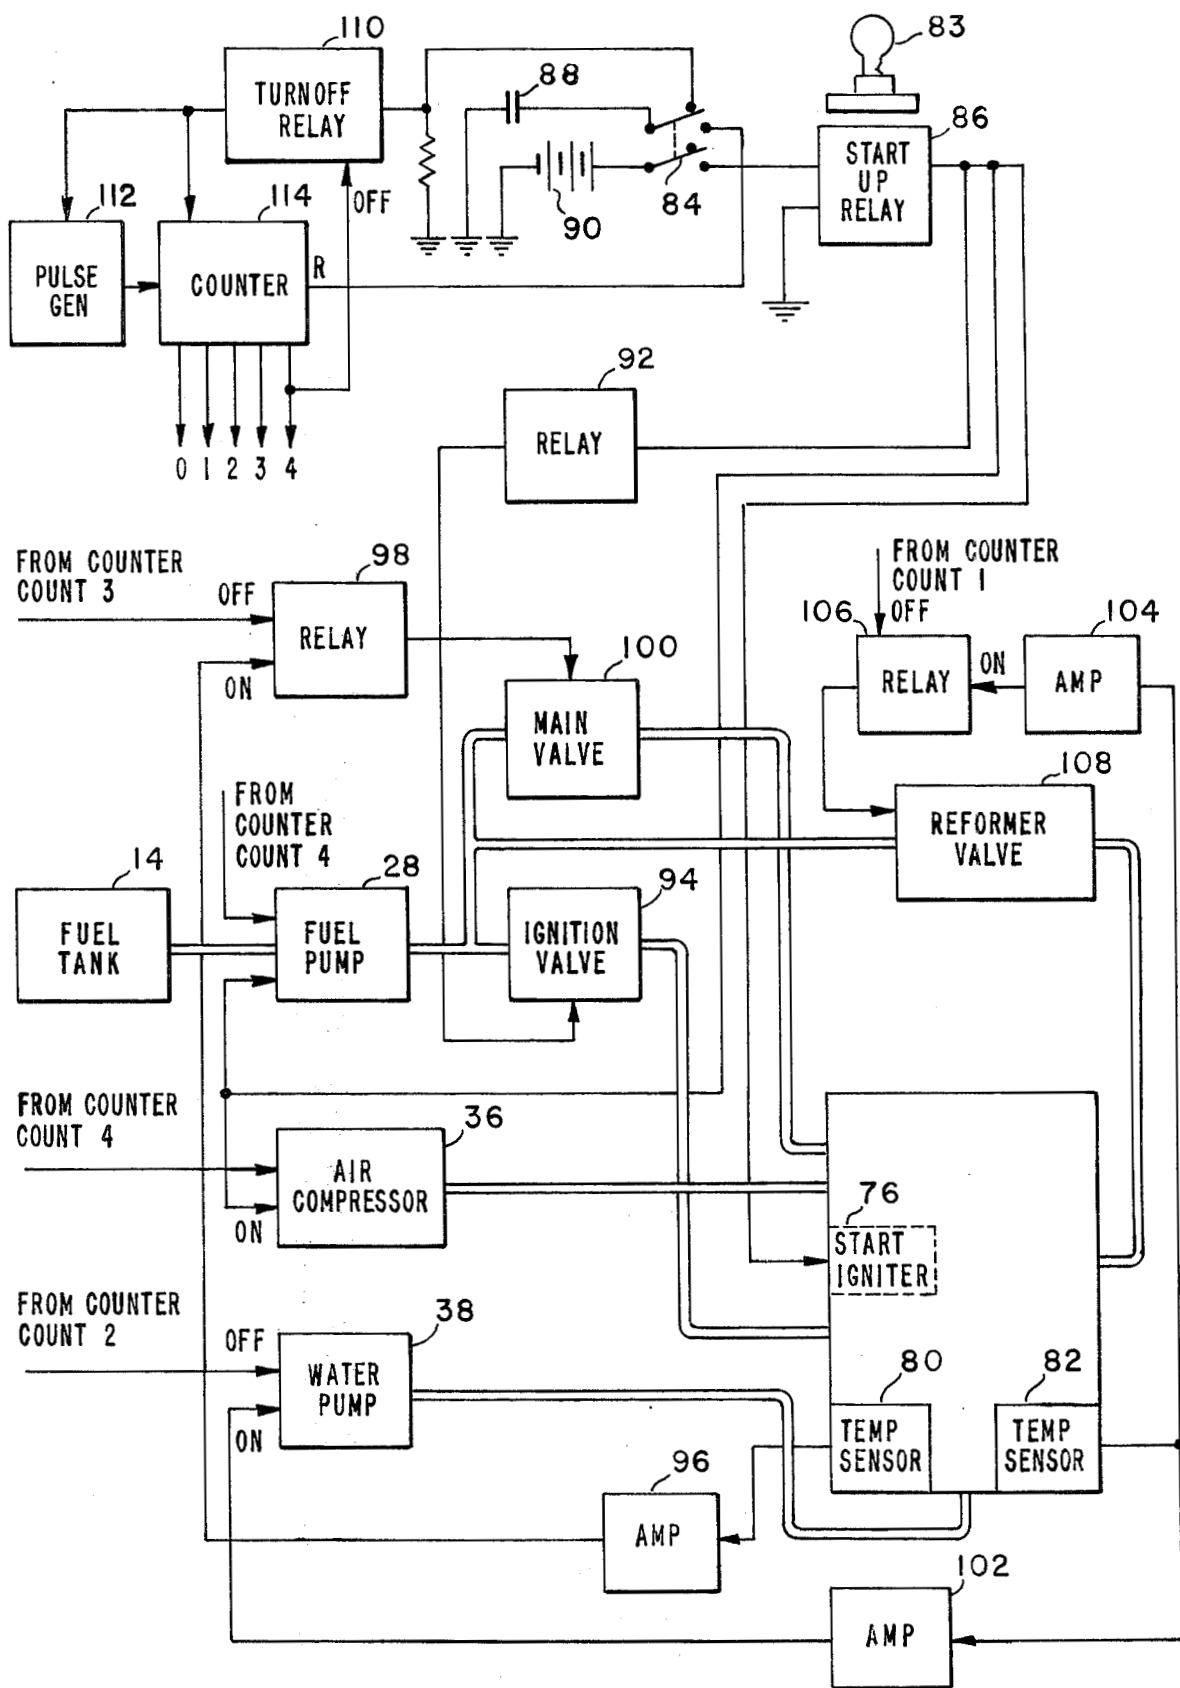 110
TURNOFF
RELAY
88
83
86
START
UP
RELAY
84
90
OFF
112
PULSE
GEN
114
COUNTER
R
0 1 2 3 4
92
RELAY
FROM COUNTER
COUNT 3
OFF
98
RELAY
ON
FROM COUNTER
COUNT 1
OFF
106
RELAY
ON
104
AMP
100
MAIN
VALVE
108
REFORMER
VALVE
FROM
COUNTER
COUNT 4
14
FUEL
TANK
28
FUEL
PUMP
94
IGNITION
VALVE
FROM COUNTER
COUNT 4
36
AIR
COMPRESSOR
ON
76
START
IGNITER
FROM COUNTER
COUNT 2
OFF
38
WATER
PUMP
ON
80
TEMP
SENSOR
82
TEMP
SENSOR
96
AMP
102
AMP